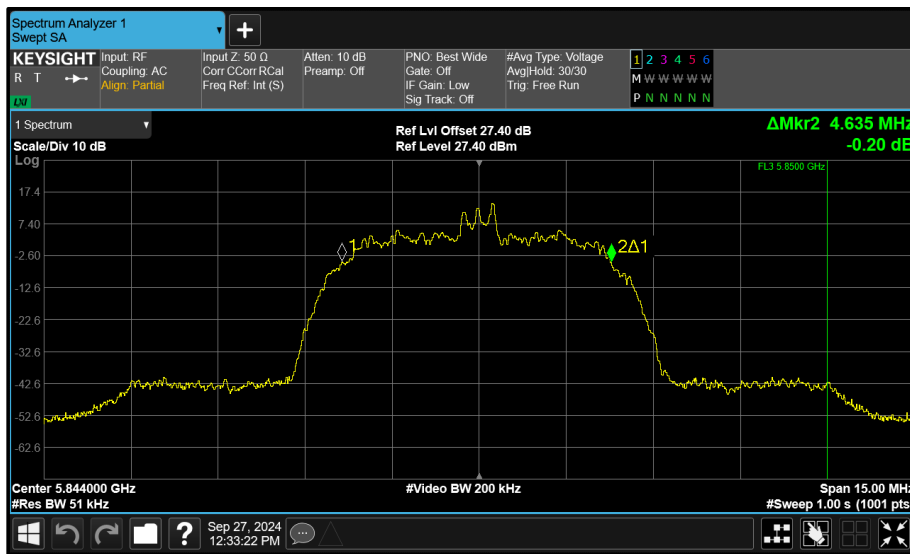 Spectrum Analyzer 1
Swept SA
KEYSIGHT
R T
LXI
Input: RF
Coupling: AC
Align: Partial
Input Z: 50 Ω
Corr CCorr RCal
Freq Ref: Int (S)
Atten: 10 dB
Preamp: Off
PNO: Best Wide
Gate: Off
IF Gain: Low
Sig Track: Off
#Avg Type: Voltage
Avg|Hold: 30/30
Trig: Free Run
1 2 3 4 5 6
M W W W W W
P N N N N N
1 Spectrum
Scale/Div 10 dB
Log
Ref Lvl Offset 27.40 dB
Ref Level 27.40 dBm
ΔMkr2 4.635 MHz
-0.20 dB
FL3 5.8500 GHz
17.4
7.40
-2.60
-12.6
-22.6
-32.6
-42.6
-52.6
-62.6
1
2Δ1
Center 5.844000 GHz
#Video BW 200 kHz
Span 15.00 MHz
#Res BW 51 kHz
#Sweep 1.00 s (1001 pts
?
Sep 27, 2024
12:33:22 PM